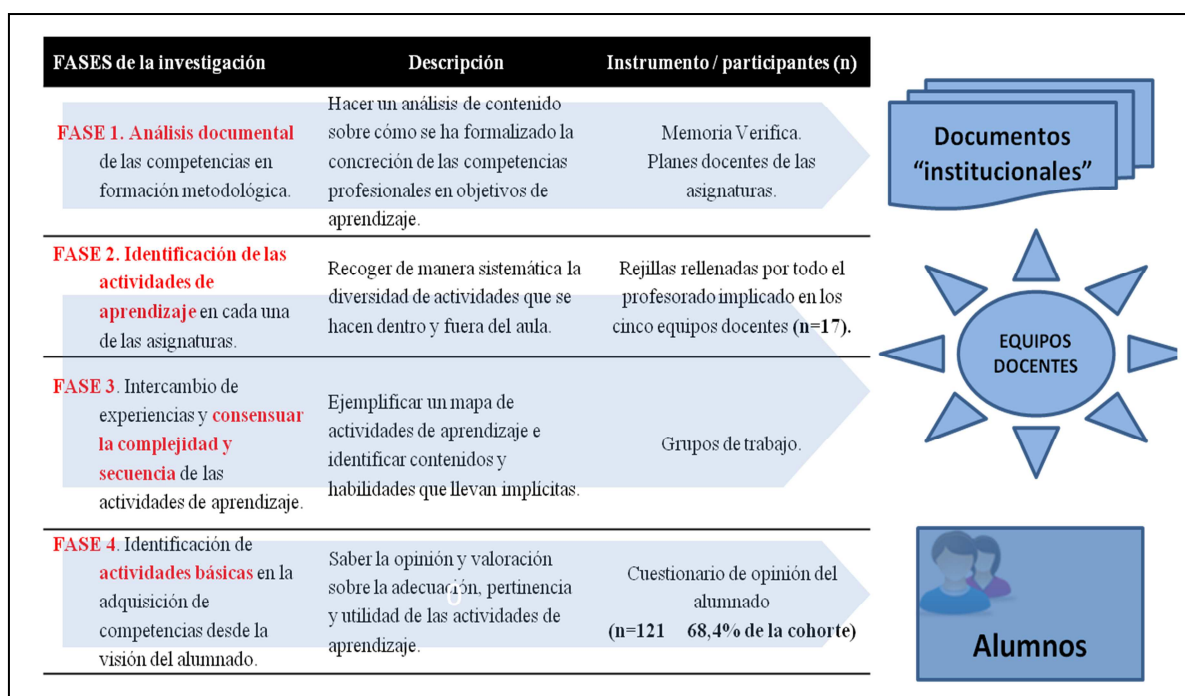 FASES de la investigación
Descripción
Instrumento / participantes (n)
FASE 1. Análisis documental
de las competencias en
formación metodológica.
Hacer un análisis de contenido
sobre cómo se ha formalizado la
concreción de las competencias
profesionales en objetivos de
aprendizaje.
Memoria Verifica.
Planes docentes de las
asignaturas.
Documentos
“institucionales”
FASE 2. Identificación de las
actividades de
aprendizaje en cada una
de las asignaturas.
Recoger de manera sistemática la
diversidad de actividades que se
hacen dentro y fuera del aula.
Rejillas rellenadas por todo el
profesorado implicado en los
cinco equipos docentes (n=17).
EQUIPOS
DOCENTES
FASE 3. Intercambio de
experiencias y consensuar
la complejidad y
secuencia de las
actividades de aprendizaje.
Ejemplificar un mapa de
actividades de aprendizaje e
identificar contenidos y
habilidades que llevan implícitas.
Grupos de trabajo.
FASE 4. Identificación de
actividades básicas en la
adquisición de
competencias desde la
visión del alumnado.
Saber la opinión y valoración
sobre la adecuación, pertinencia
y utilidad de las actividades de
aprendizaje.
Cuestionario de opinión del
alumnado
(n=121 68,4% de la cohorte)
Alumnos